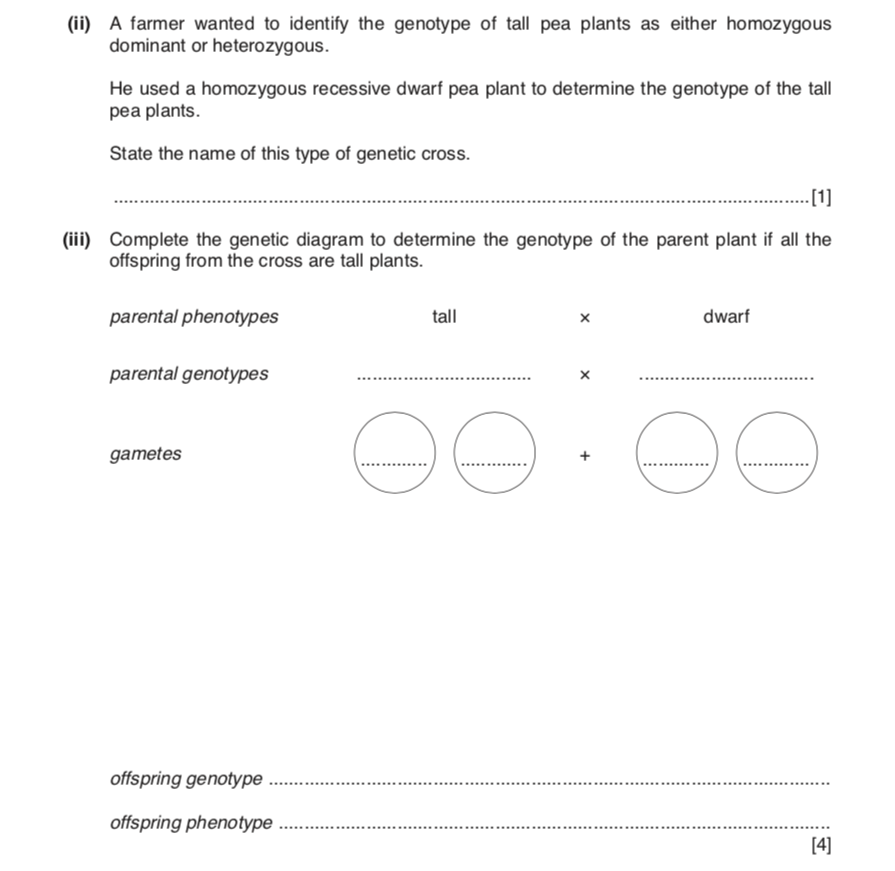 (ii) A farmer wanted to identify the genotype of tall pea plants as either homozygous
dominant or heterozygous.
He used a homozygous recessive dwarf pea plant to determine the genotype of the tall
pea plants.
State the name of this type of genetic cross.
..........................................................................................................................................[1]
(iii) Complete the genetic diagram to determine the genotype of the parent plant if all the
offspring from the cross are tall plants.
parental phenotypes tall × dwarf
parental genotypes .................................. × ..................................
gametes ............. ............. + ............. .............
offspring genotype ..............................................................................................................
offspring phenotype ............................................................................................................
[4]